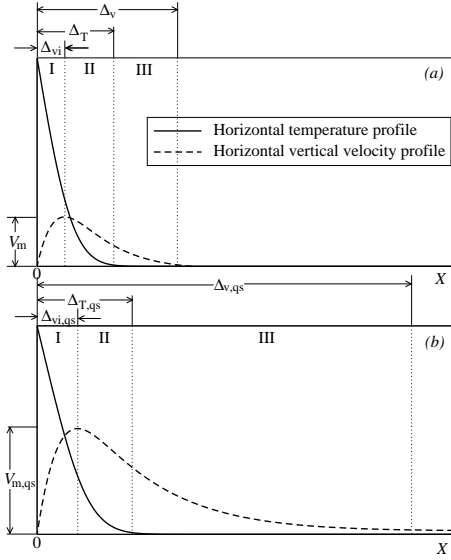 Δv
ΔT
Δvi
I II III (a)
Horizontal temperature profile
Horizontal vertical velocity profile
Vm
0 X
Δv,qs
ΔT,qs
Δvi,qs
I II III (b)
Vm,qs
0 X